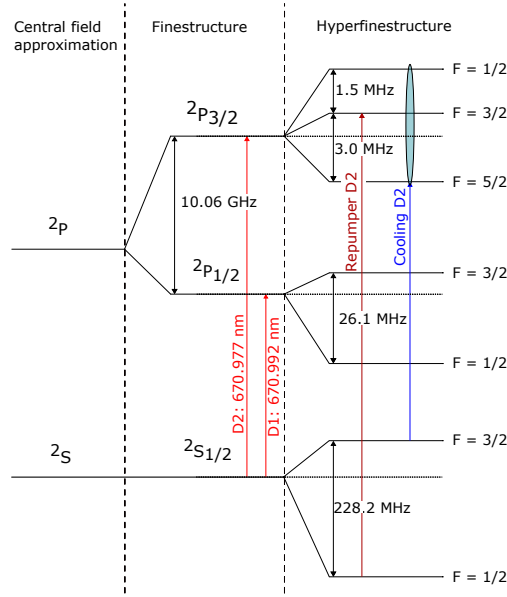 Central field
approximation
Finestructure
Hyperfinestructure
F = 1/2
1.5 MHz
²P3/2
F = 3/2
3.0 MHz
F = 5/2
10.06 GHz
²P
Repumper D2
Cooling D2
²P1/2
F = 3/2
26.1 MHz
D2: 670.977 nm
D1: 670.992 nm
F = 1/2
²S
²S1/2
F = 3/2
228.2 MHz
F = 1/2